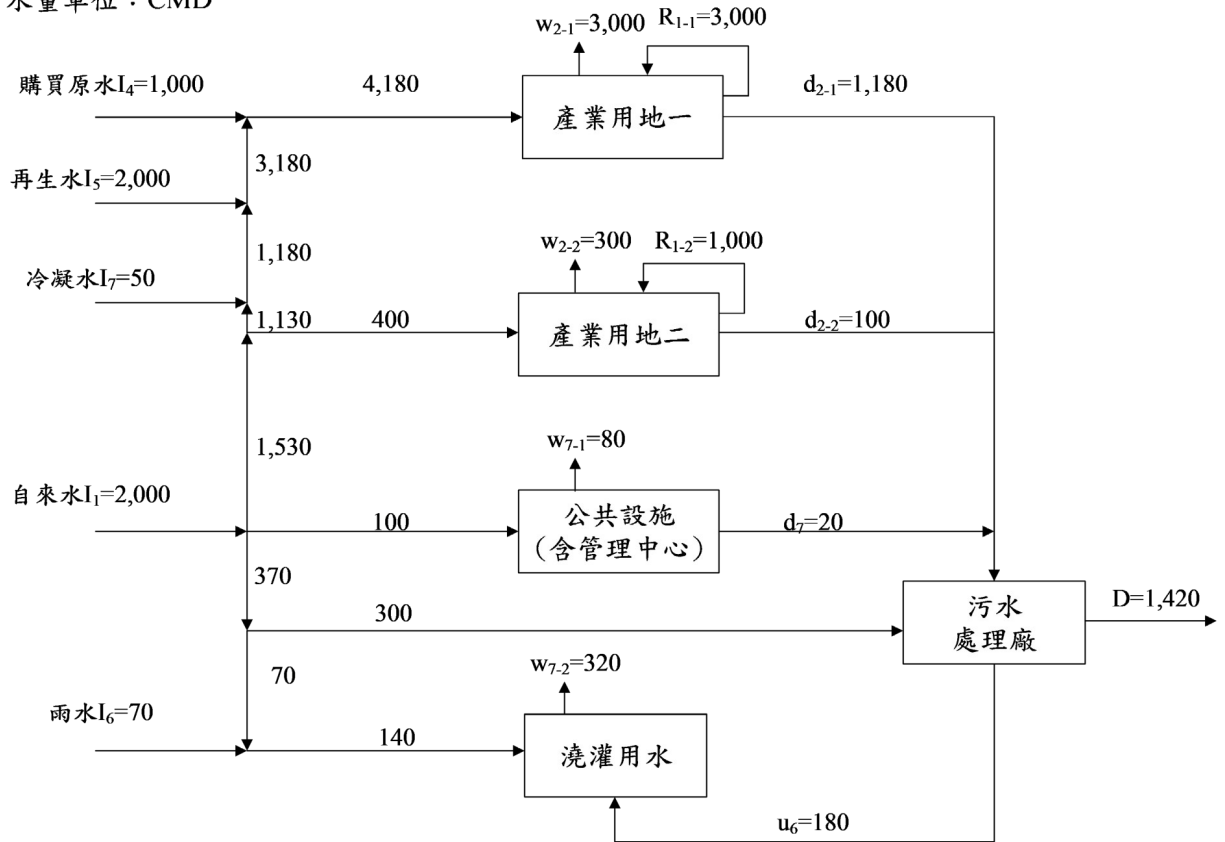 水量單位：CMD
w2-1=3,000
R1-1=3,000
購買原水I4=1,000
4,180
產業用地一
d2-1=1,180
3,180
再生水I5=2,000
1,180
w2-2=300
R1-2=1,000
冷凝水I7=50
1,130
400
產業用地二
d2-2=100
1,530
w7-1=80
自來水I1=2,000
100
公共設施
（含管理中心）
d7=20
370
300
污水
處理廠
D=1,420
70
w7-2=320
雨水I6=70
140
澆灌用水
u6=180